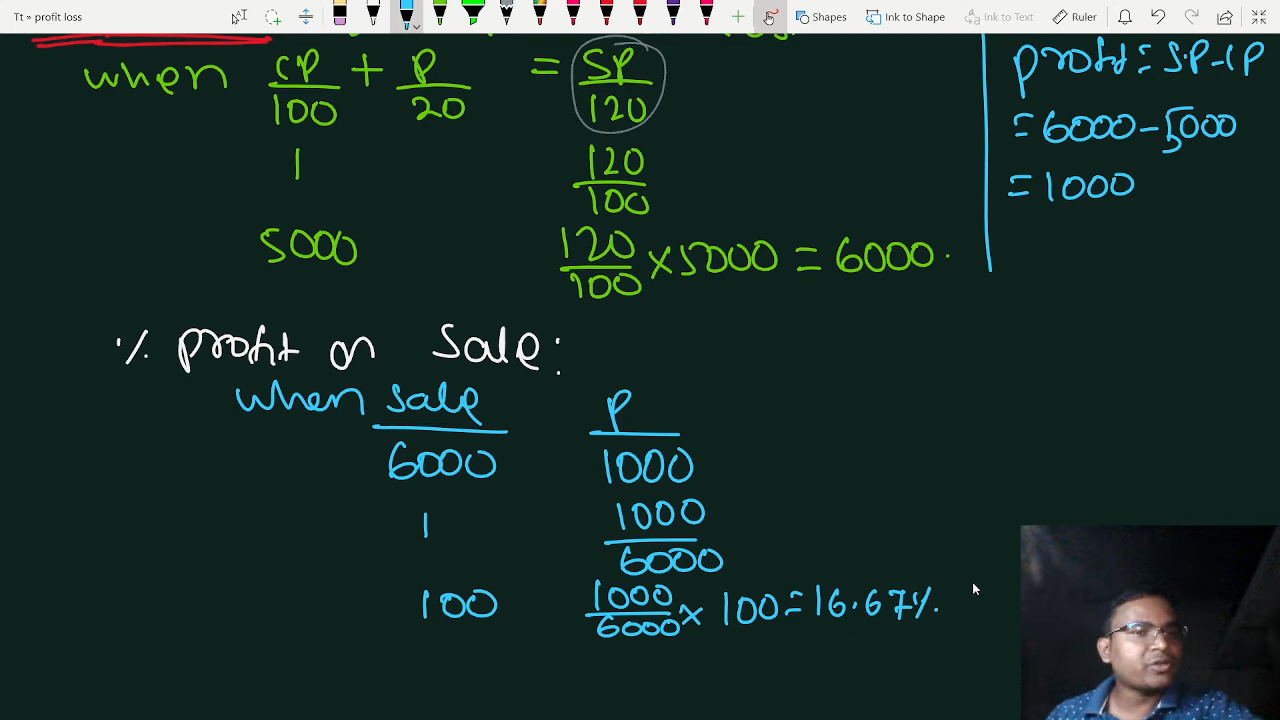 Tt » profit loss
Shapes Ink to Shape Ink to Text Ruler
when CP/100 + P/20 = SP/120
1 120/100
5000 120/100 × 5000 = 6000.
profit = S.P - CP
= 6000 - 5000
= 1000
% profit on Sale:
when sale P
6000 1000
1 1000/6000
100 1000/6000 × 100 = 16.67%.